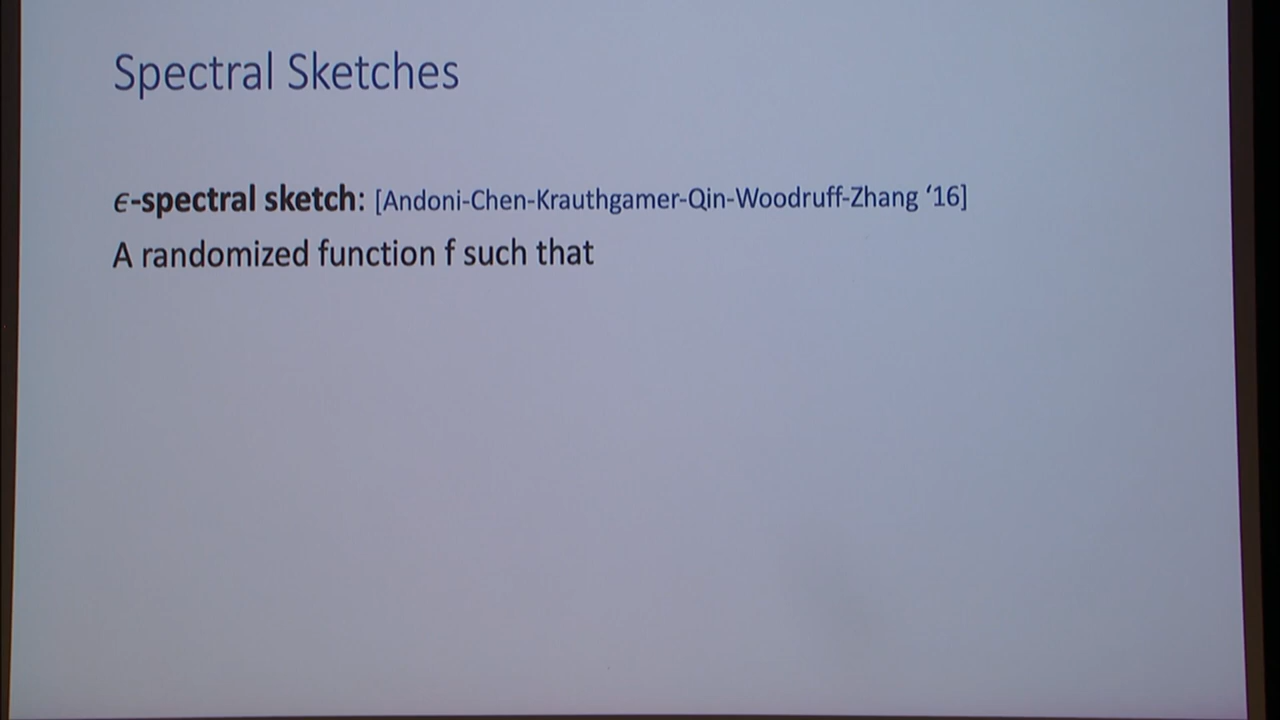 Spectral Sketches
ϵ-spectral sketch: [Andoni-Chen-Krauthgamer-Qin-Woodruff-Zhang ‘16]
A randomized function f such that